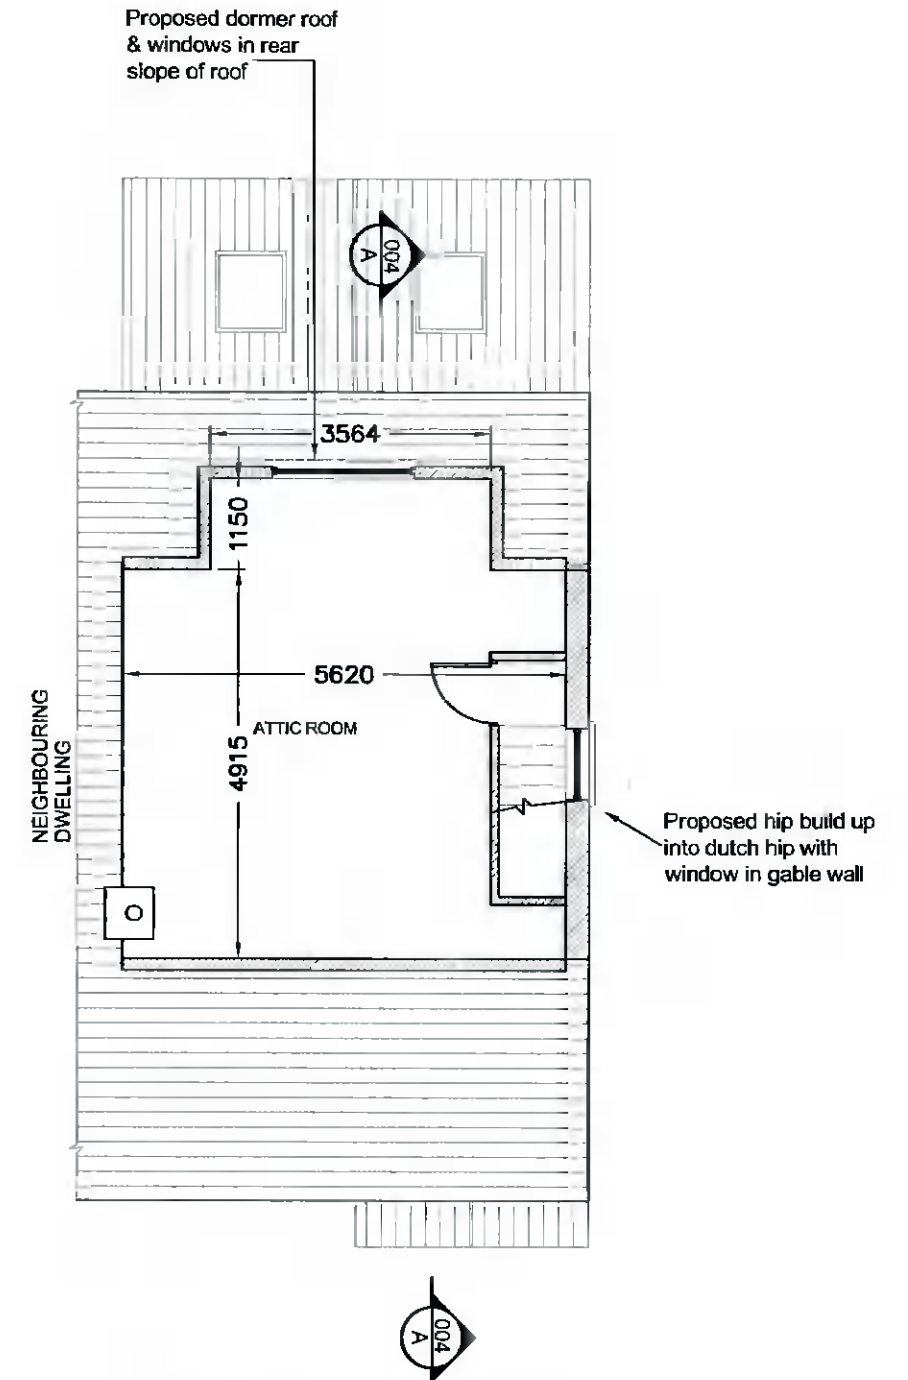 Proposed dormer roof
& windows in rear
slope of roof
004
A
3564
1150
5620
ATTIC ROOM
4915
NEIGHBOURING
DWELLING
Proposed hip build up
into dutch hip with
window in gable wall
O
004
A